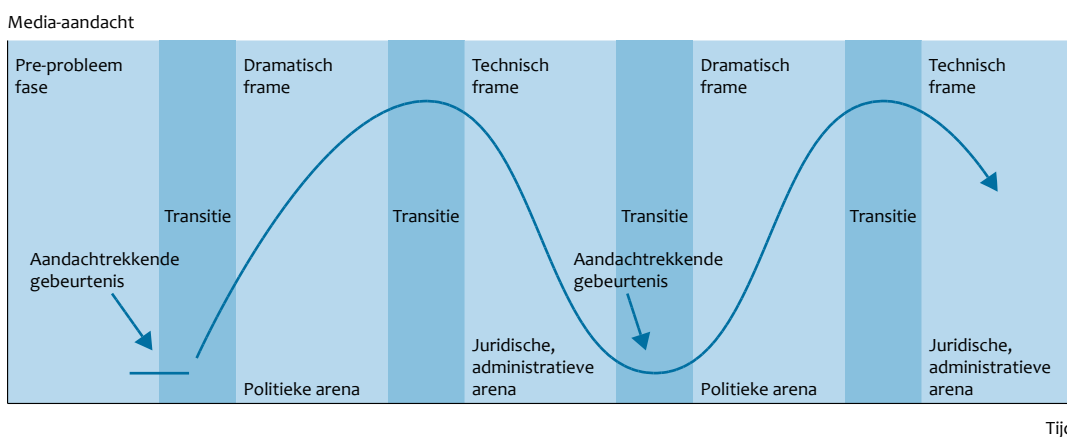 Media-aandacht
Pre-probleem
fase
Dramatisch
frame
Technisch
frame
Dramatisch
frame
Technisch
frame
Transitie
Transitie
Transitie
Transitie
Aandachtrekkende
gebeurtenis
Aandachtrekkende
gebeurtenis
Politieke arena
Juridische,
administratieve
arena
Politieke arena
Juridische,
administratieve
arena
Tijd